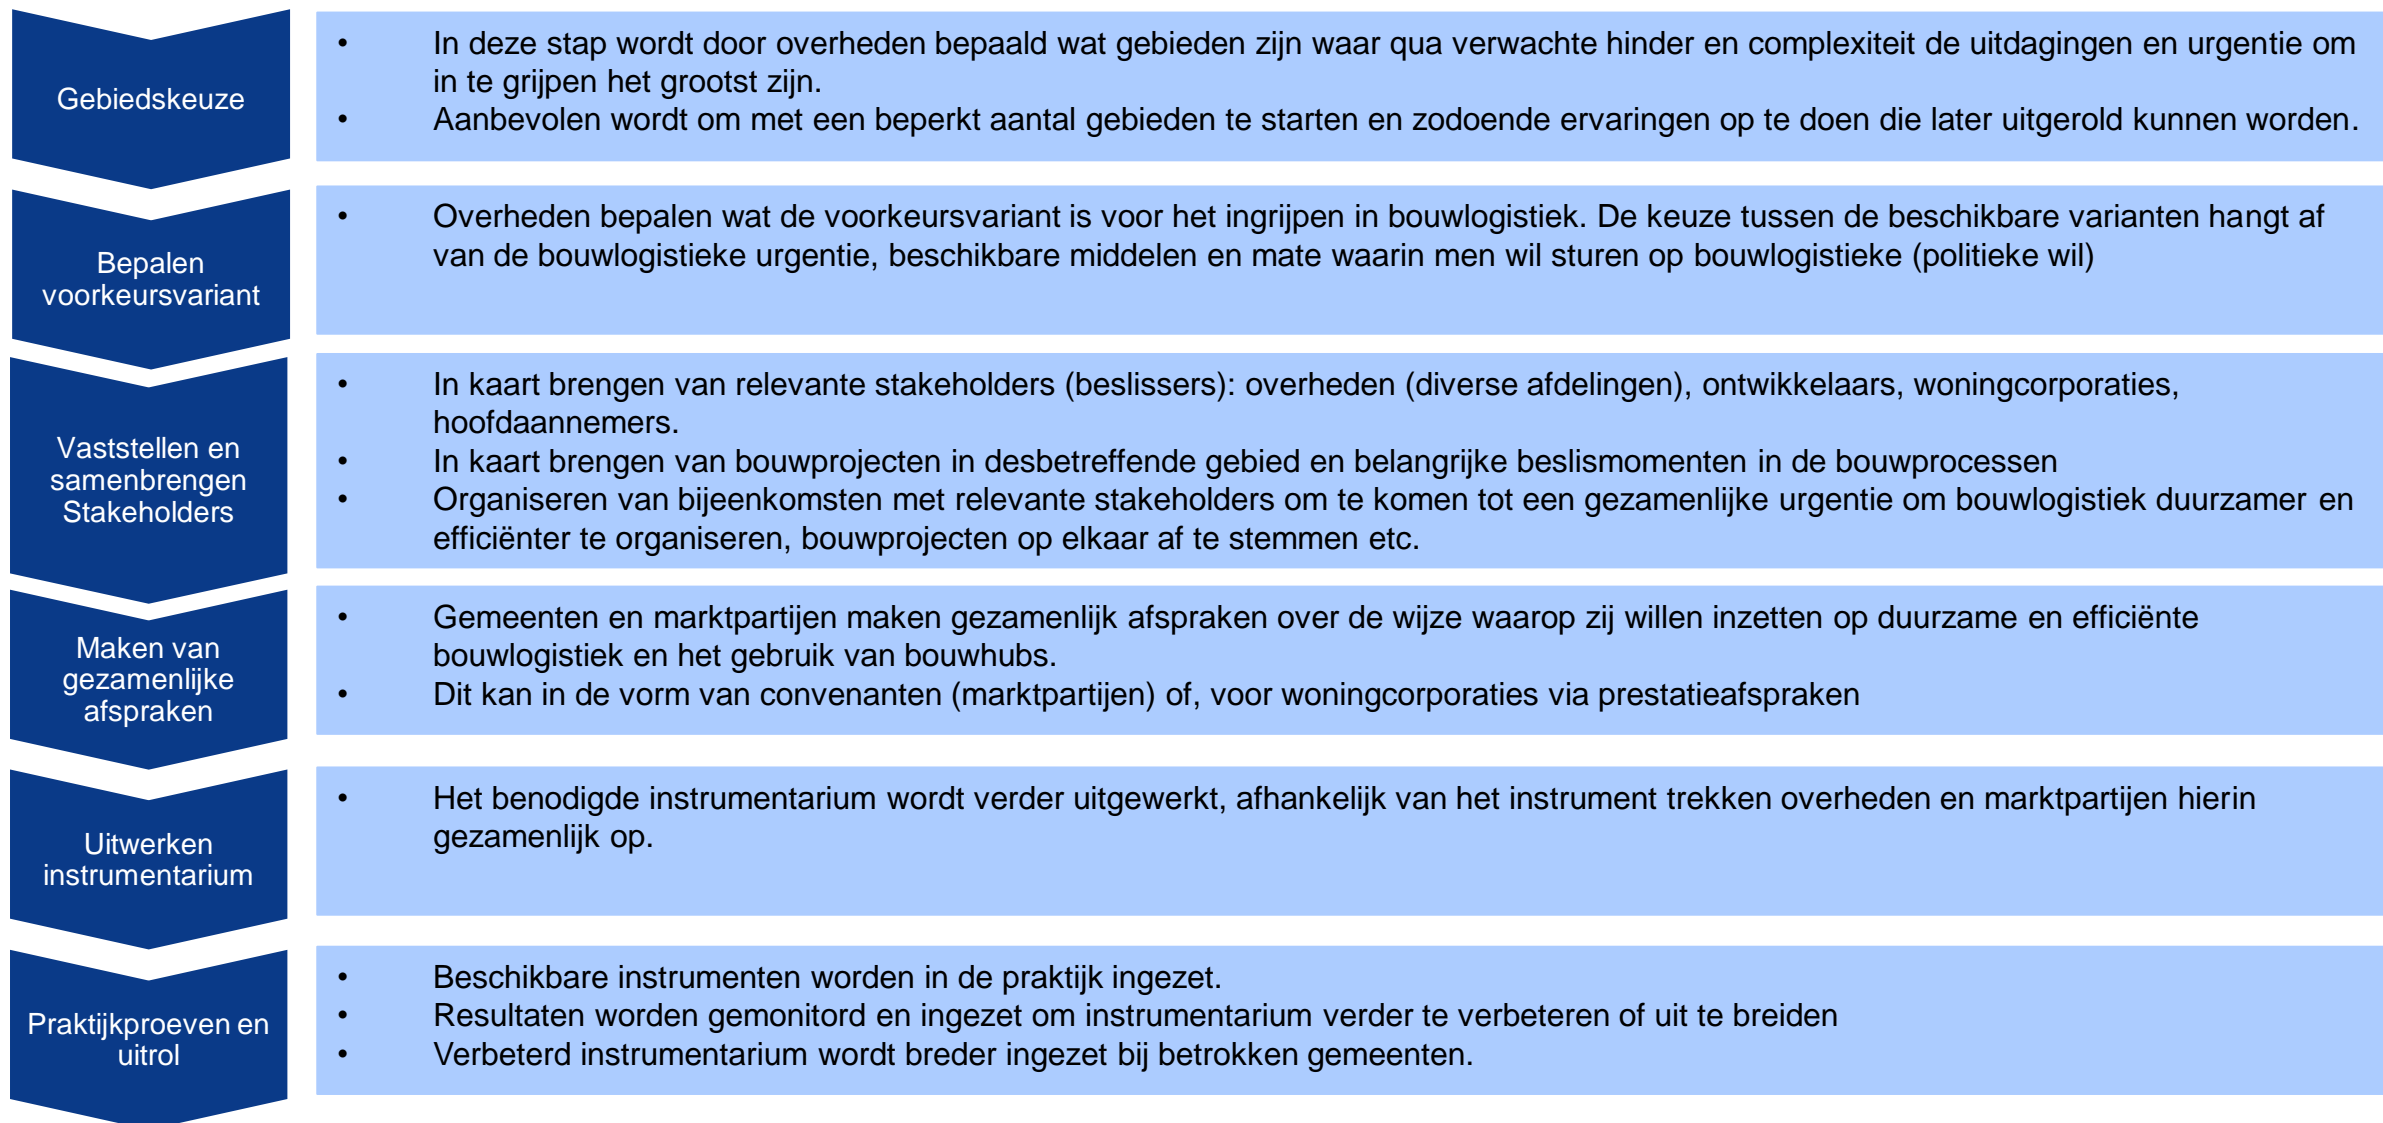 Gebiedskeuze
• In deze stap wordt door overheden bepaald wat gebieden zijn waar qua verwachte hinder en complexiteit de uitdagingen en urgentie om
in te grijpen het grootst zijn.
• Aanbevolen wordt om met een beperkt aantal gebieden te starten en zodoende ervaringen op te doen die later uitgerold kunnen worden.
Bepalen
voorkeursvariant
• Overheden bepalen wat de voorkeursvariant is voor het ingrijpen in bouwlogistiek. De keuze tussen de beschikbare varianten hangt af
van de bouwlogistieke urgentie, beschikbare middelen en mate waarin men wil sturen op bouwlogistieke (politieke wil)
Vaststellen en
samenbrengen
Stakeholders
• In kaart brengen van relevante stakeholders (beslissers): overheden (diverse afdelingen), ontwikkelaars, woningcorporaties,
hoofdaannemers.
• In kaart brengen van bouwprojecten in desbetreffende gebied en belangrijke beslismomenten in de bouwprocessen
• Organiseren van bijeenkomsten met relevante stakeholders om te komen tot een gezamenlijke urgentie om bouwlogistiek duurzamer en
efficiënter te organiseren, bouwprojecten op elkaar af te stemmen etc.
Maken van
gezamenlijke
afspraken
• Gemeenten en marktpartijen maken gezamenlijk afspraken over de wijze waarop zij willen inzetten op duurzame en efficiënte
bouwlogistiek en het gebruik van bouwhubs.
• Dit kan in de vorm van convenanten (marktpartijen) of, voor woningcorporaties via prestatieafspraken
Uitwerken
instrumentarium
• Het benodigde instrumentarium wordt verder uitgewerkt, afhankelijk van het instrument trekken overheden en marktpartijen hierin
gezamenlijk op.
Praktijkproeven en
uitrol
• Beschikbare instrumenten worden in de praktijk ingezet.
• Resultaten worden gemonitord en ingezet om instrumentarium verder te verbeteren of uit te breiden
• Verbeterd instrumentarium wordt breder ingezet bij betrokken gemeenten.